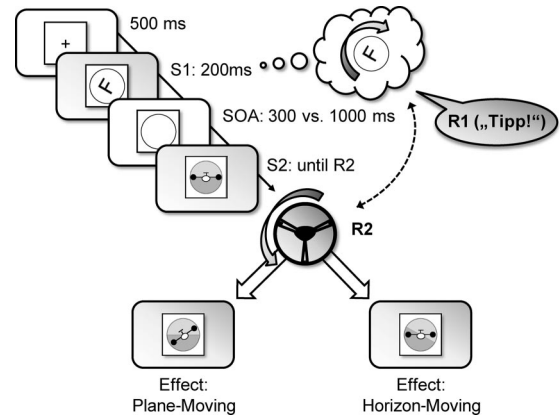 500 ms
+
S1: 200ms
F
F
SOA: 300 vs. 1000 ms
R1 („Tipp!“)
S2: until R2
R2
Effect:
Plane-Moving
Effect:
Horizon-Moving